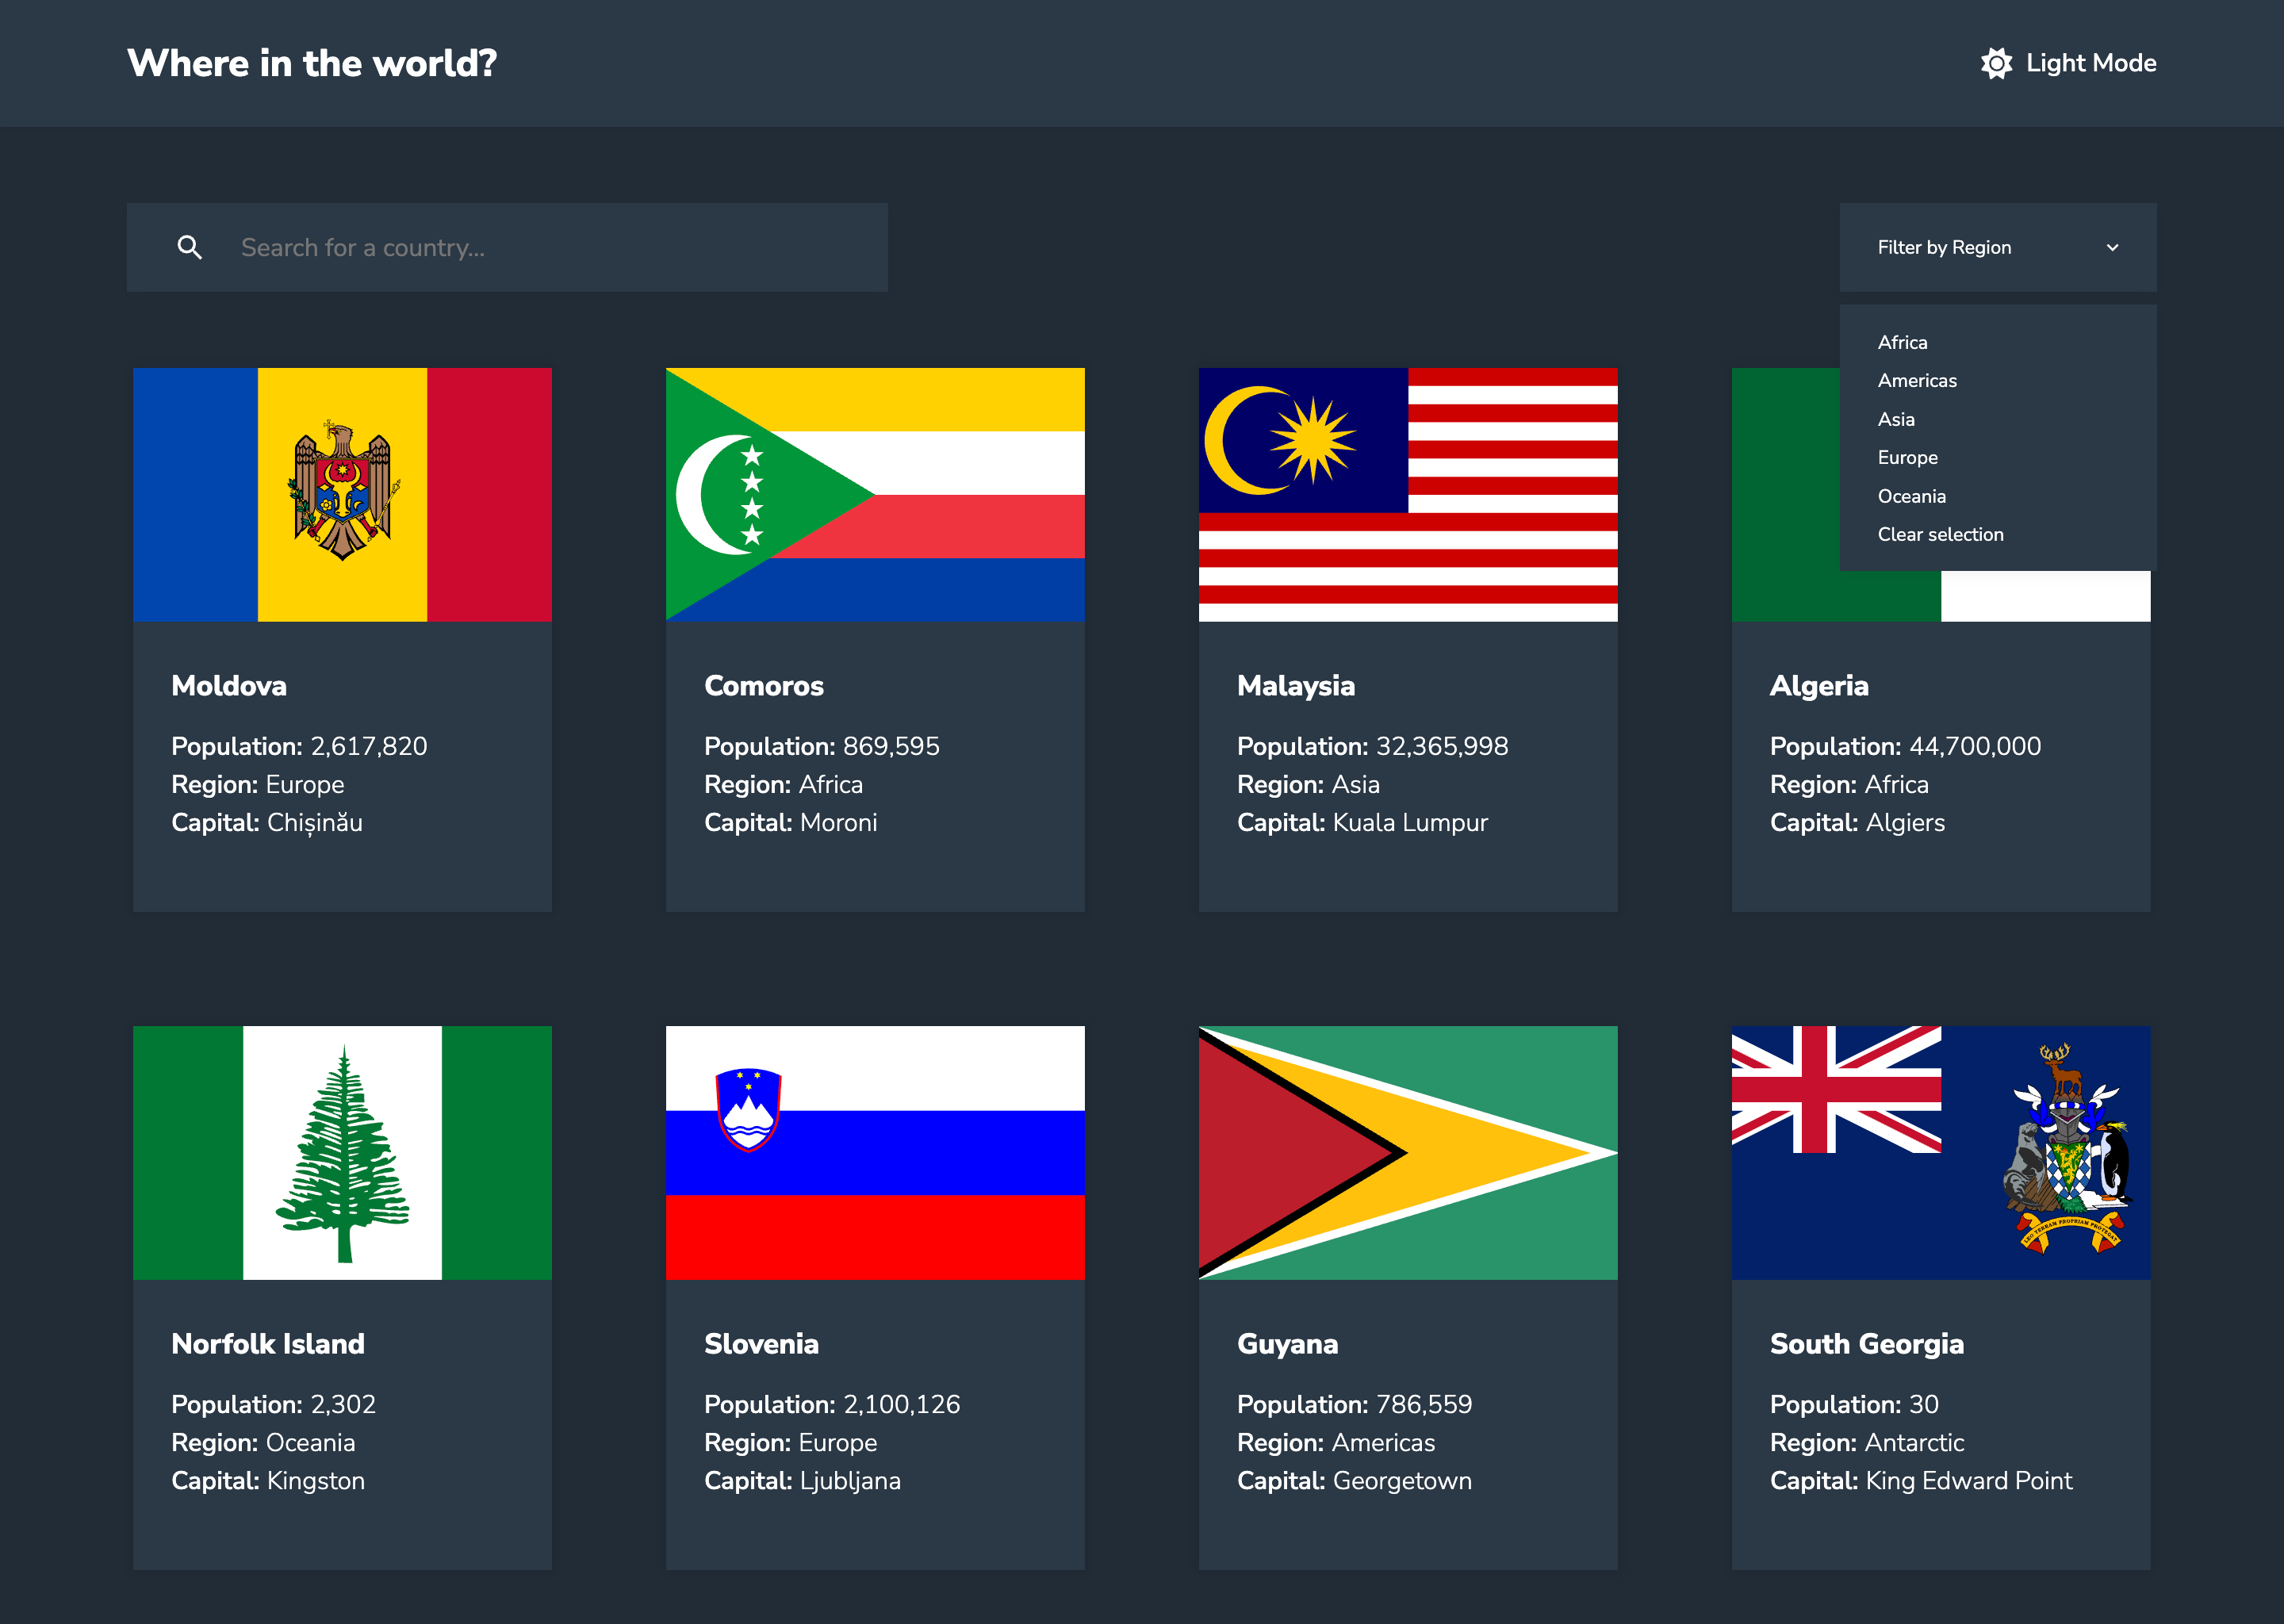 Where in the world?
Light Mode
Search for a country...
Filter by Region
Africa
Americas
Asia
Europe
Oceania
Clear selection
Moldova
Population: 2,617,820
Region: Europe
Capital: Chișinău
Comoros
Population: 869,595
Region: Africa
Capital: Moroni
Malaysia
Population: 32,365,998
Region: Asia
Capital: Kuala Lumpur
Algeria
Population: 44,700,000
Region: Africa
Capital: Algiers
LEO TERRAM PROPRIAM PROTEGAT
Norfolk Island
Population: 2,302
Region: Oceania
Capital: Kingston
Slovenia
Population: 2,100,126
Region: Europe
Capital: Ljubljana
Guyana
Population: 786,559
Region: Americas
Capital: Georgetown
South Georgia
Population: 30
Region: Antarctic
Capital: King Edward Point